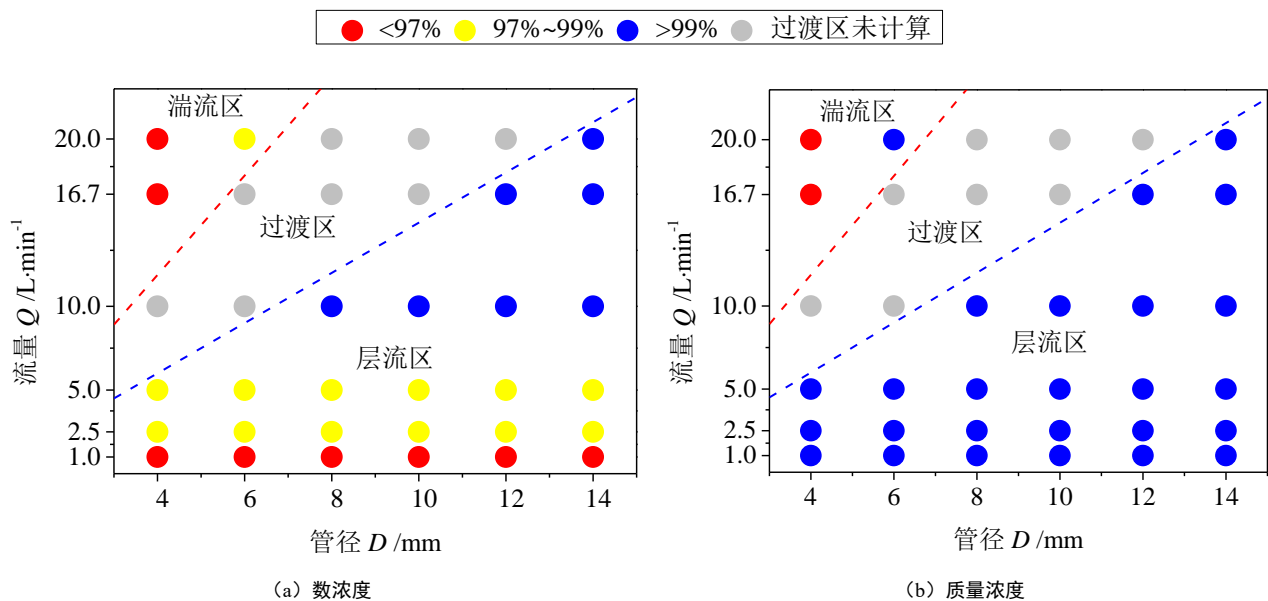 <97% 97%~99% >99% 过渡区未计算
湍流区
过渡区
层流区
20.0
16.7
10.0
5.0
2.5
1.0
流量 Q /L·min-1
4 6 8 10 12 14
管径 D /mm
（a）数浓度
湍流区
过渡区
层流区
20.0
16.7
10.0
5.0
2.5
1.0
流量 Q /L·min-1
4 6 8 10 12 14
管径 D /mm
（b）质量浓度